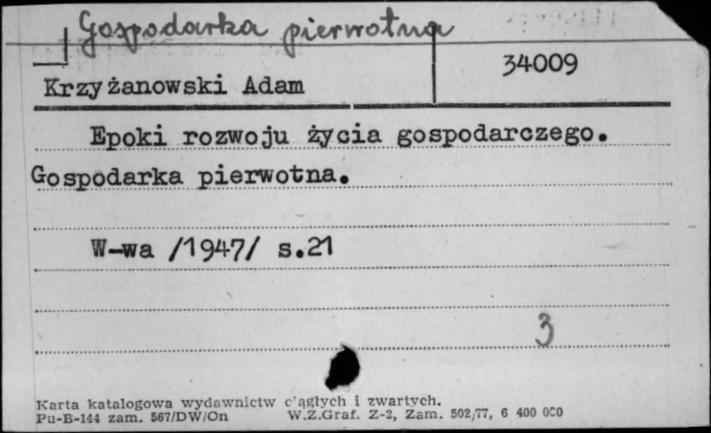 Gospodarka pierwotna
34009
Krzyżanowski Adam
Epoki rozwoju życia gospodarczego.
Gospodarka pierwotna.
W-wa /1947/ s.21
3
Karta katalogowa wydawnictw ciągłych i zwartych.
Pu-B-144 zam. 567/DW/On W.Z.Graf. Z-2, Zam. 502/77, 6 400 000